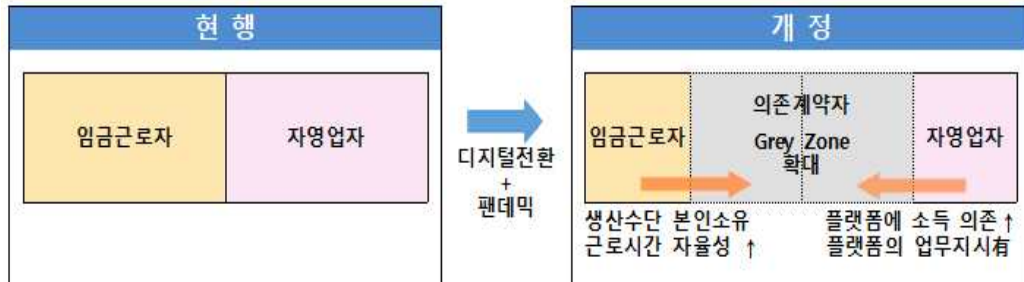 현 행
임금근로자
자영업자
디지털전환
+
팬데믹
개 정
임금근로자
의존계약자
Grey Zone
확대
자영업자
생산수단 본인소유
근로시간 자율성 ↑
플랫폼에 소득 의존 ↑
플랫폼의 업무지시有